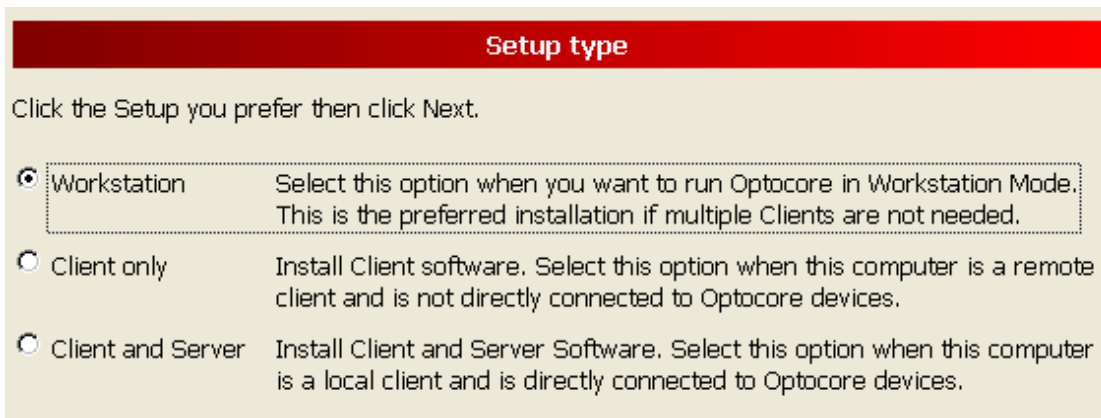 Setup type
Click the Setup you prefer then click Next.
Workstation Select this option when you want to run Optocore in Workstation Mode.
This is the preferred installation if multiple Clients are not needed.
Client only Install Client software. Select this option when this computer is a remote
client and is not directly connected to Optocore devices.
Client and Server Install Client and Server Software. Select this option when this computer
is a local client and is directly connected to Optocore devices.